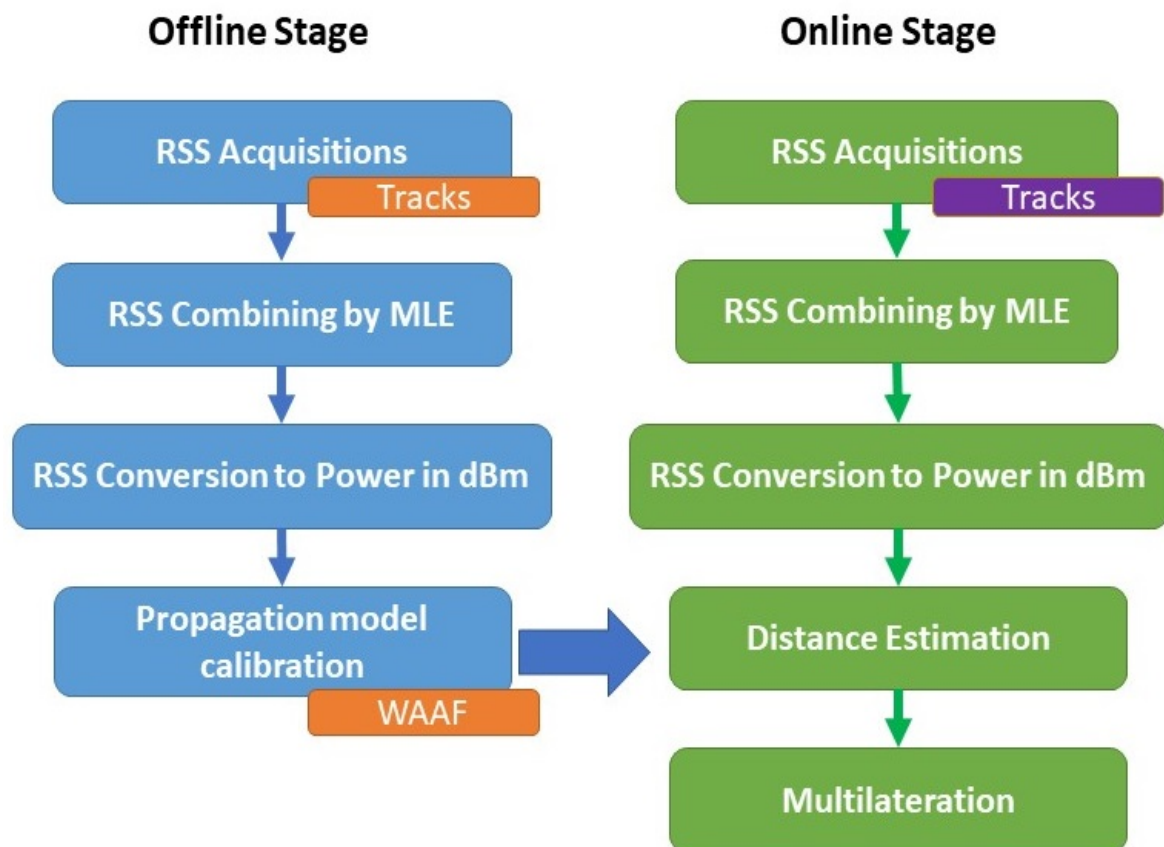 Offline Stage
RSS Acquisitions
Tracks
RSS Combining by MLE
RSS Conversion to Power in dBm
Propagation model
calibration
WAAF
Online Stage
RSS Acquisitions
Tracks
RSS Combining by MLE
RSS Conversion to Power in dBm
Distance Estimation
Multilateration